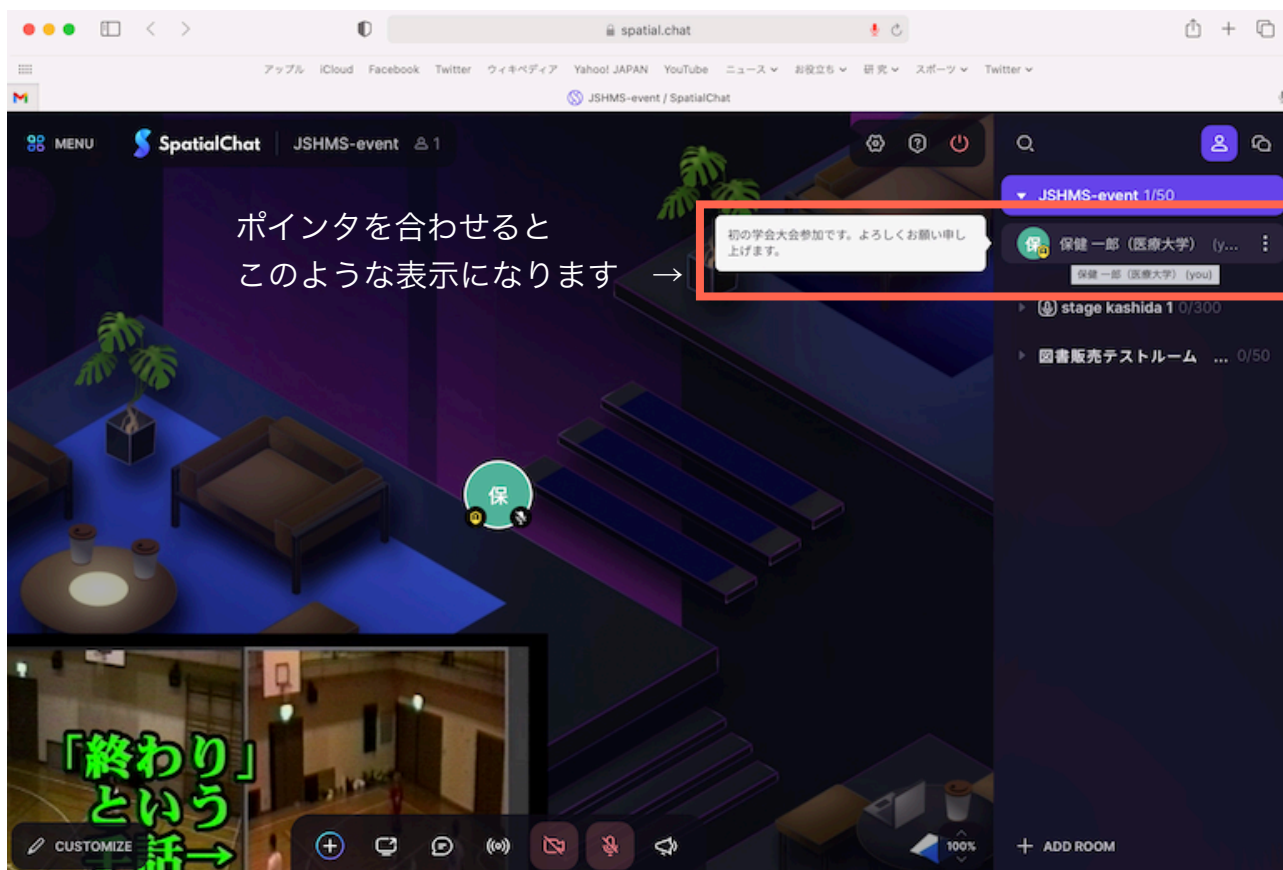 spatial.chat
アップル iCloud Facebook Twitter ウィキペディア Yahoo! JAPAN YouTube ニュース お役立ち 研究 スポーツ Twitter
JSHMS-event / SpatialChat
MENU SpatialChat JSHMS-event 1
JSHMS-event 1/50
ポインタを合わせると
このような表示になります →
初の学会大会参加です。よろしくお願い申し
上げます。
保 保健 一郎（医療大学） (y...
保健 一郎（医療大学） (you)
stage kashida 1 0/300
図書販売テストルーム ... 0/50
保
「終わり」
という
手話→
CUSTOMIZE
100%
ADD ROOM